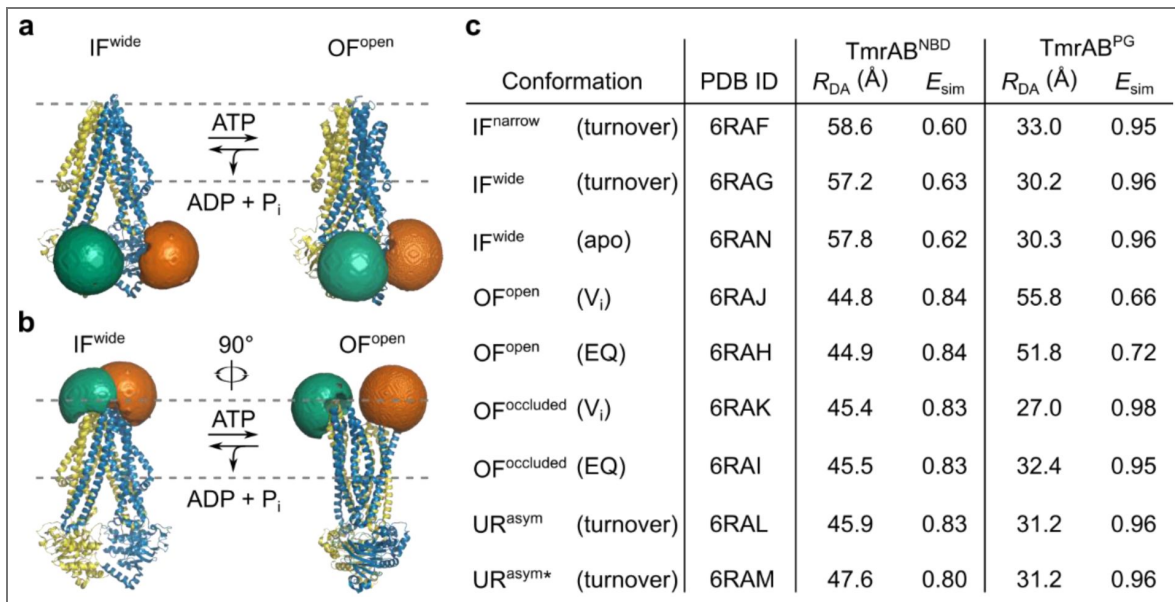 a
IF^wide OF^open
ATP
ADP + P_i
b
IF^wide 90° OF^open
ATP
ADP + P_i
c
TmrAB^NBD TmrAB^PG
Conformation PDB ID R_DA (Å) E_sim R_DA (Å) E_sim
IF^narrow (turnover) 6RAF 58.6 0.60 33.0 0.95
IF^wide (turnover) 6RAG 57.2 0.63 30.2 0.96
IF^wide (apo) 6RAN 57.8 0.62 30.3 0.96
OF^open (V_i) 6RAJ 44.8 0.84 55.8 0.66
OF^open (EQ) 6RAH 44.9 0.84 51.8 0.72
OF^occluded (V_i) 6RAK 45.4 0.83 27.0 0.98
OF^occluded (EQ) 6RAI 45.5 0.83 32.4 0.95
UR^asym (turnover) 6RAL 45.9 0.83 31.2 0.96
UR^asym* (turnover) 6RAM 47.6 0.80 31.2 0.96